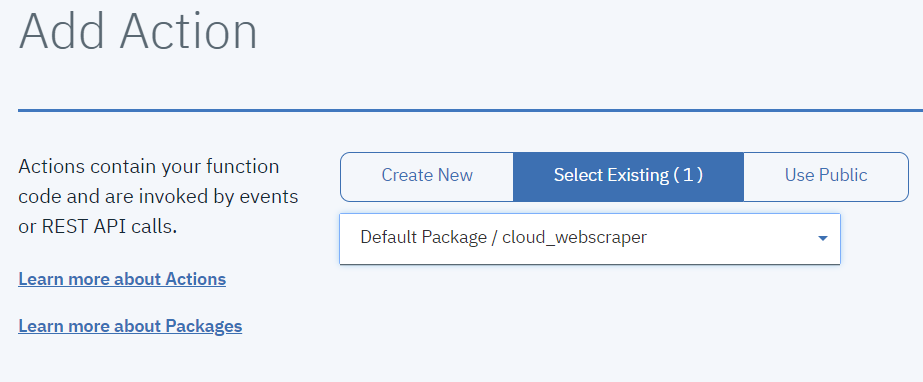 Add Action
Actions contain your function
code and are invoked by events
or REST API calls.
Learn more about Actions
Learn more about Packages
Create New
Select Existing ( 1 )
Use Public
Default Package / cloud_webscraper